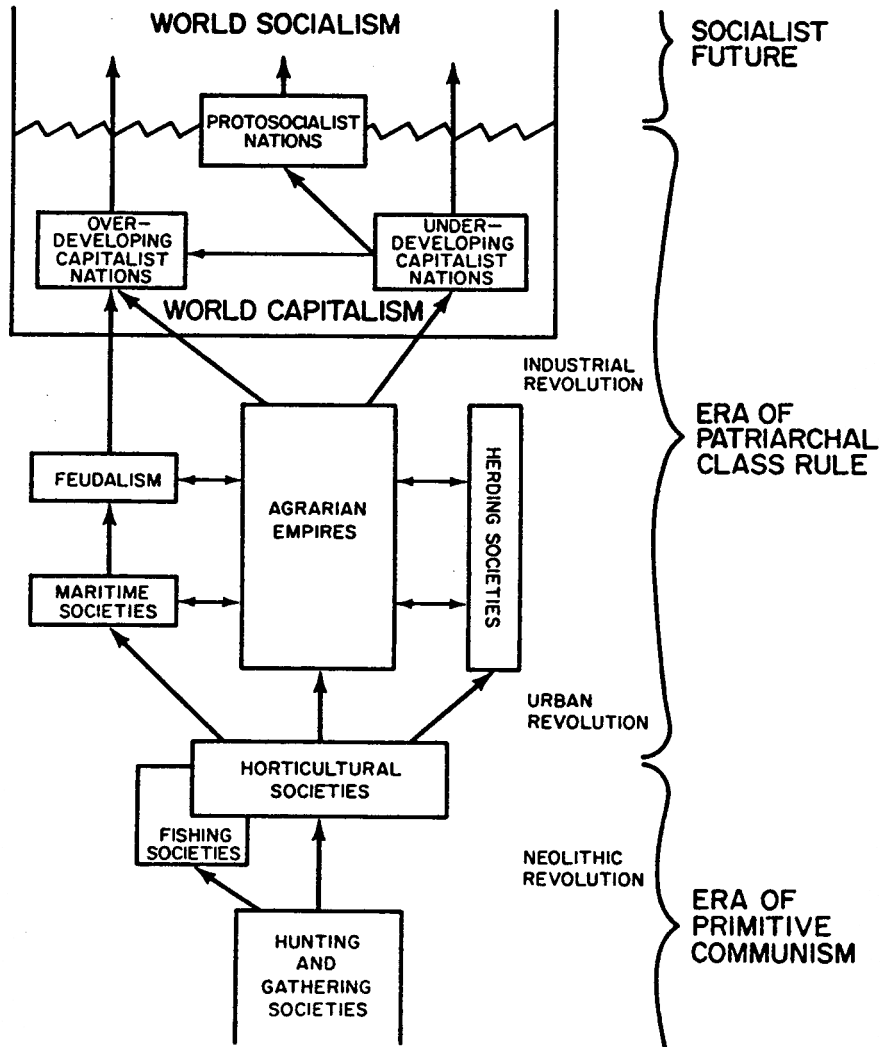 WORLD SOCIALISM
SOCIALIST
FUTURE
PROTOSOCIALIST
NATIONS
OVER-
DEVELOPING
CAPITALIST
NATIONS
UNDER-
DEVELOPING
CAPITALIST
NATIONS
WORLD CAPITALISM
INDUSTRIAL
REVOLUTION
ERA OF
PATRIARCHAL
CLASS RULE
FEUDALISM
AGRARIAN
EMPIRES
HERDING SOCIETIES
MARITIME
SOCIETIES
URBAN
REVOLUTION
HORTICULTURAL
SOCIETIES
FISHING
SOCIETIES
NEOLITHIC
REVOLUTION
ERA OF
PRIMITIVE
COMMUNISM
HUNTING
AND
GATHERING
SOCIETIES